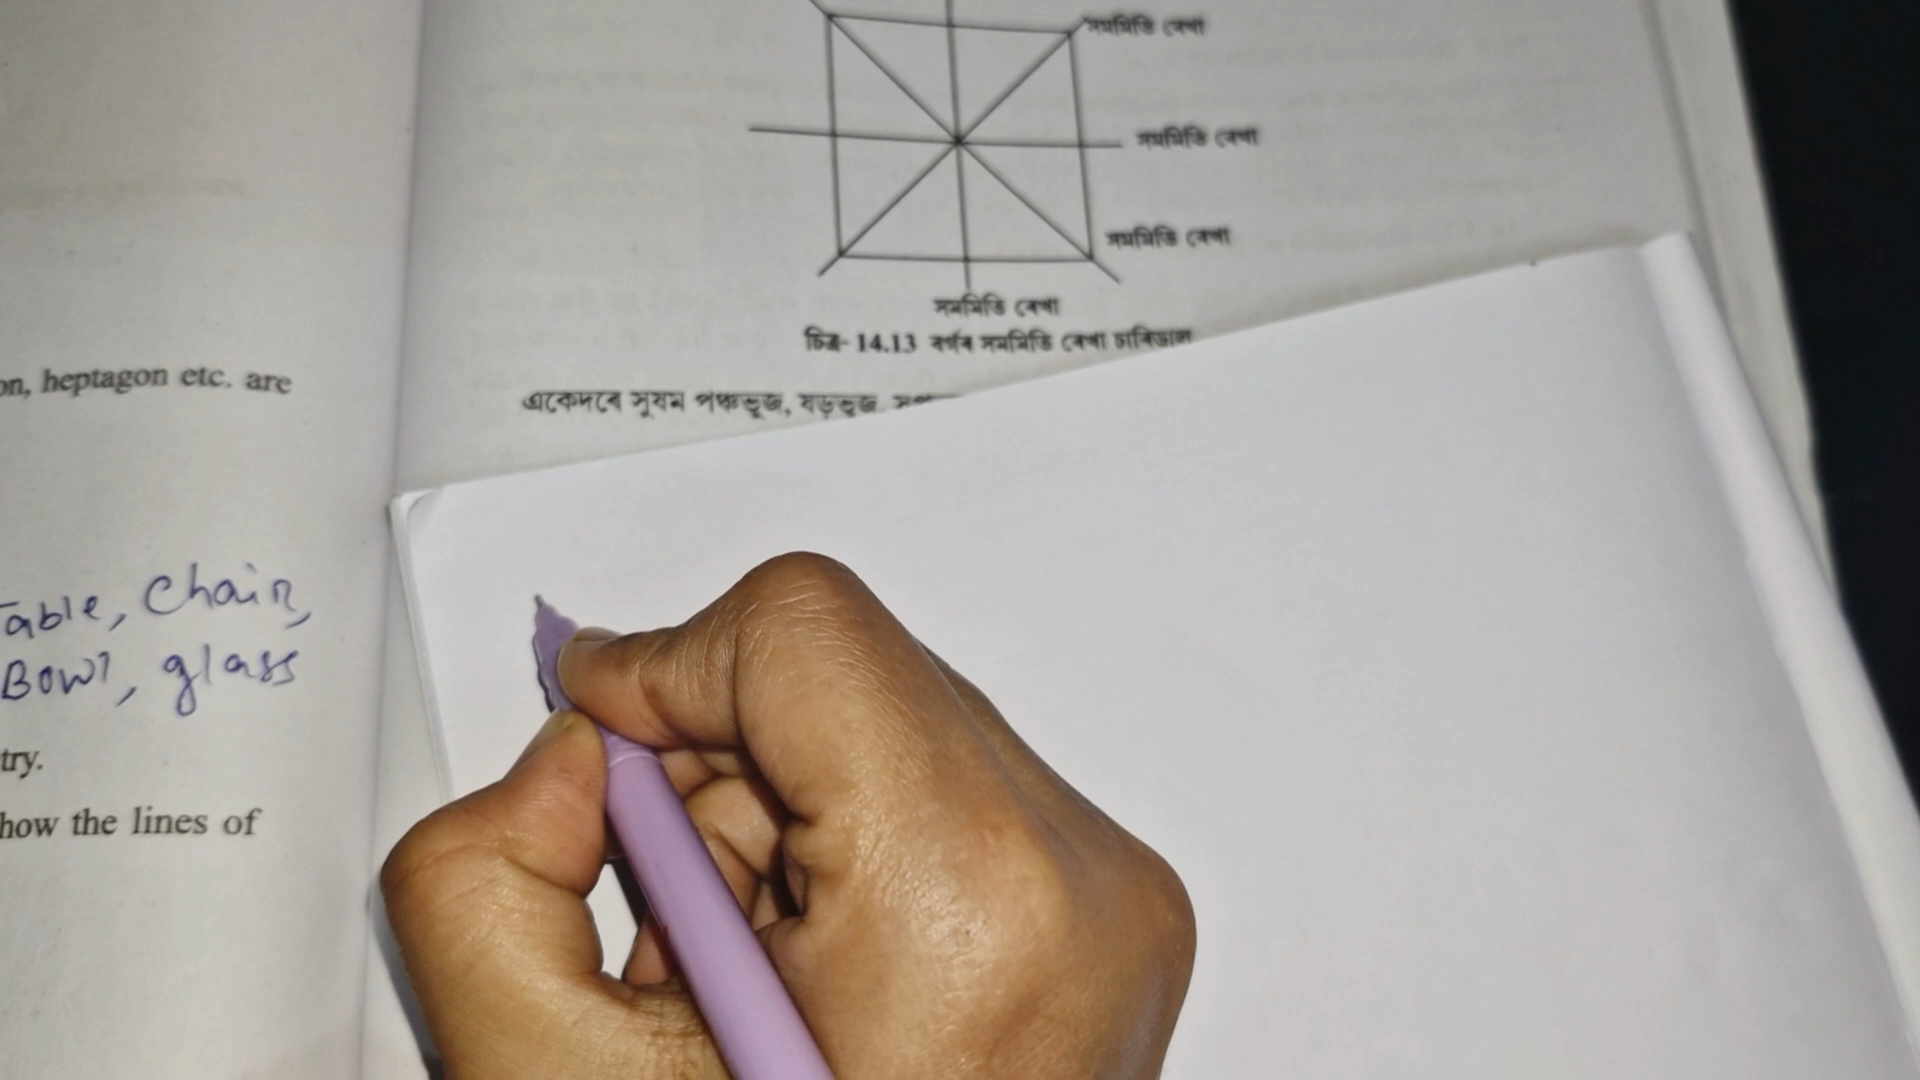 on, heptagon etc. are
Table, Chair,
Bowl, glass
try.
how the lines of
সমমিতি ৰেখা
সমমিতি ৰেখা
সমমিতি ৰেখা
সমমিতি ৰেখা
চিত্ৰ- 14.13 বৰ্গৰ সমমিতি ৰেখা চাৰিডাল
একেদৰে সুষম পঞ্চভূজ, ষড়ভূজ,